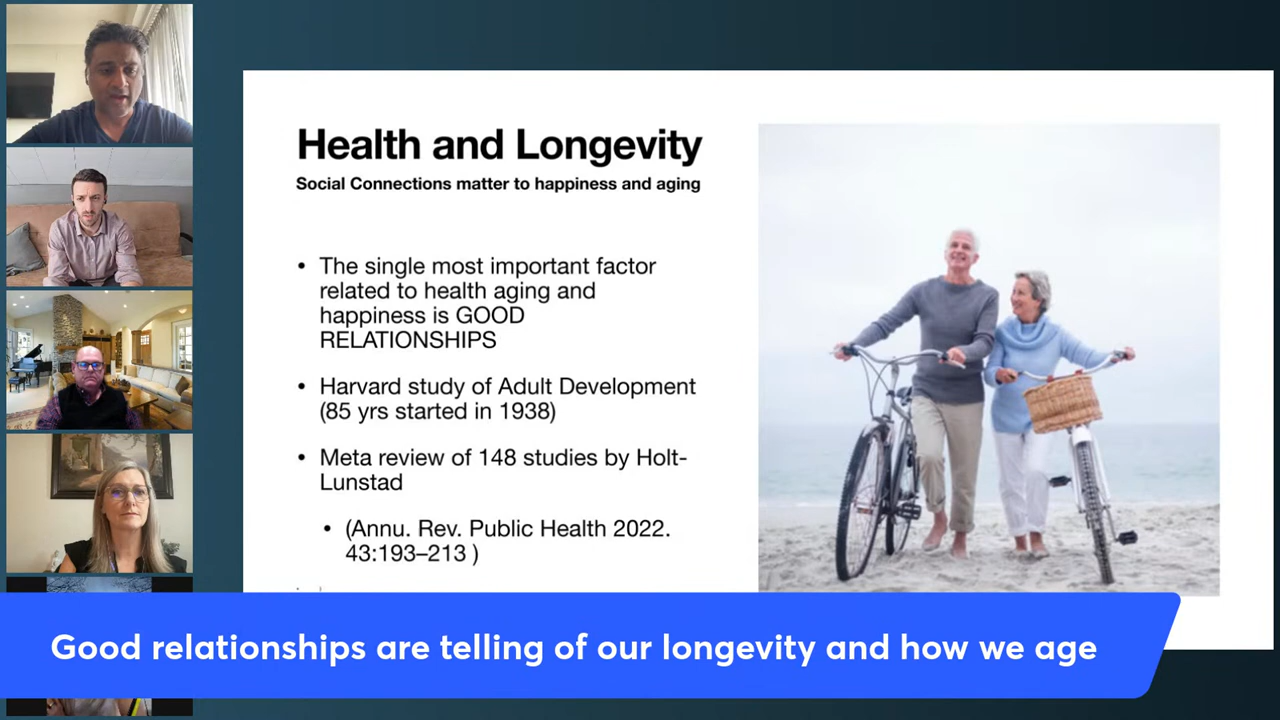 Health and Longevity
Social Connections matter to happiness and aging
• The single most important factor
related to health aging and
happiness is GOOD
RELATIONSHIPS
• Harvard study of Adult Development
(85 yrs started in 1938)
• Meta review of 148 studies by Holt-
Lunstad
• (Annu. Rev. Public Health 2022.
43:193–213 )
Good relationships are telling of our longevity and how we age